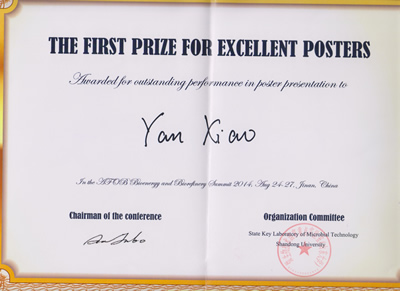 THE FIRST PRIZE FOR EXCELLENT POSTERS
Awarded for outstanding performance in poster presentation to
Yan Xiao
In the AFOB Bioenergy and Biorefinery Summit 2014, Aug 24-27, Jinan, China
Chairman of the conference
Organization Committee
State Key Laboratory of Microbial Technology
Shandong University